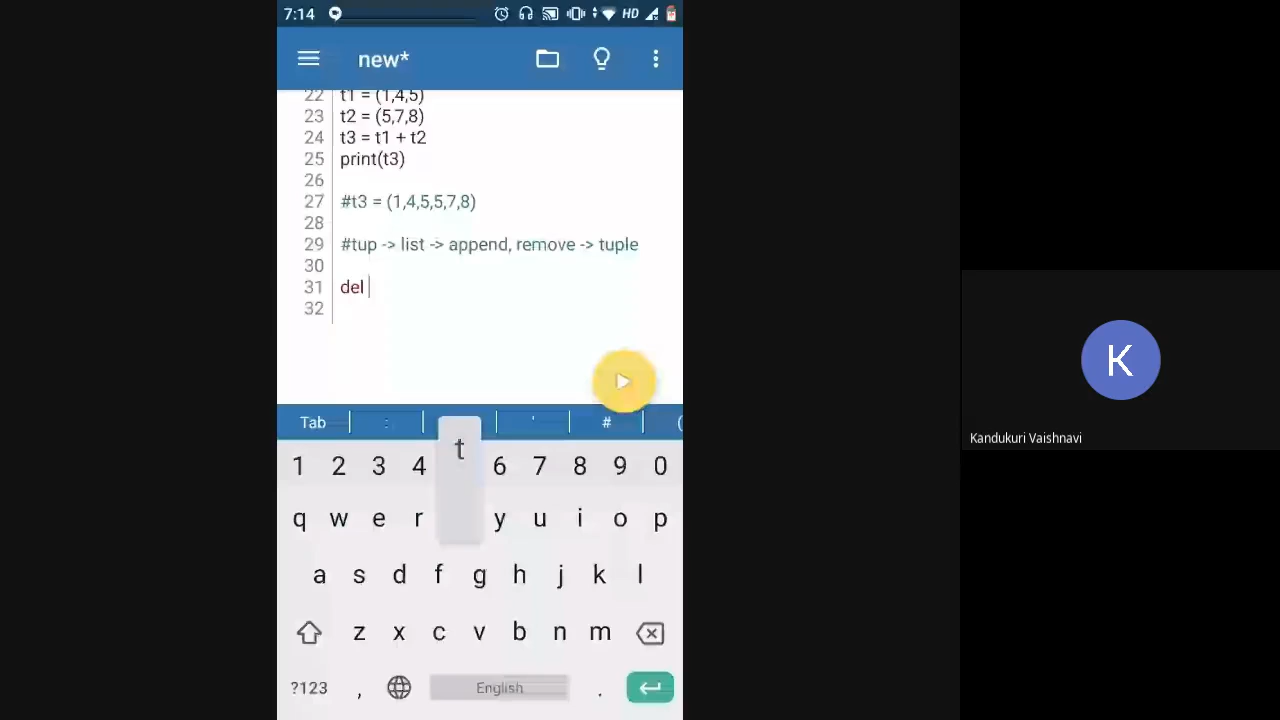 7:14 HD
new*
22 t1 = (1,4,5)
23 t2 = (5,7,8)
24 t3 = t1 + t2
25 print(t3)
26
27 #t3 = (1,4,5,5,7,8)
28
29 #tup -> list -> append, remove -> tuple
30
31 del
32
Tab : ' # (
t
1 2 3 4 6 7 8 9 0
q w e r y u i o p
a s d f g h j k l
z x c v b n m
?123 , English .
K
Kandukuri Vaishnavi